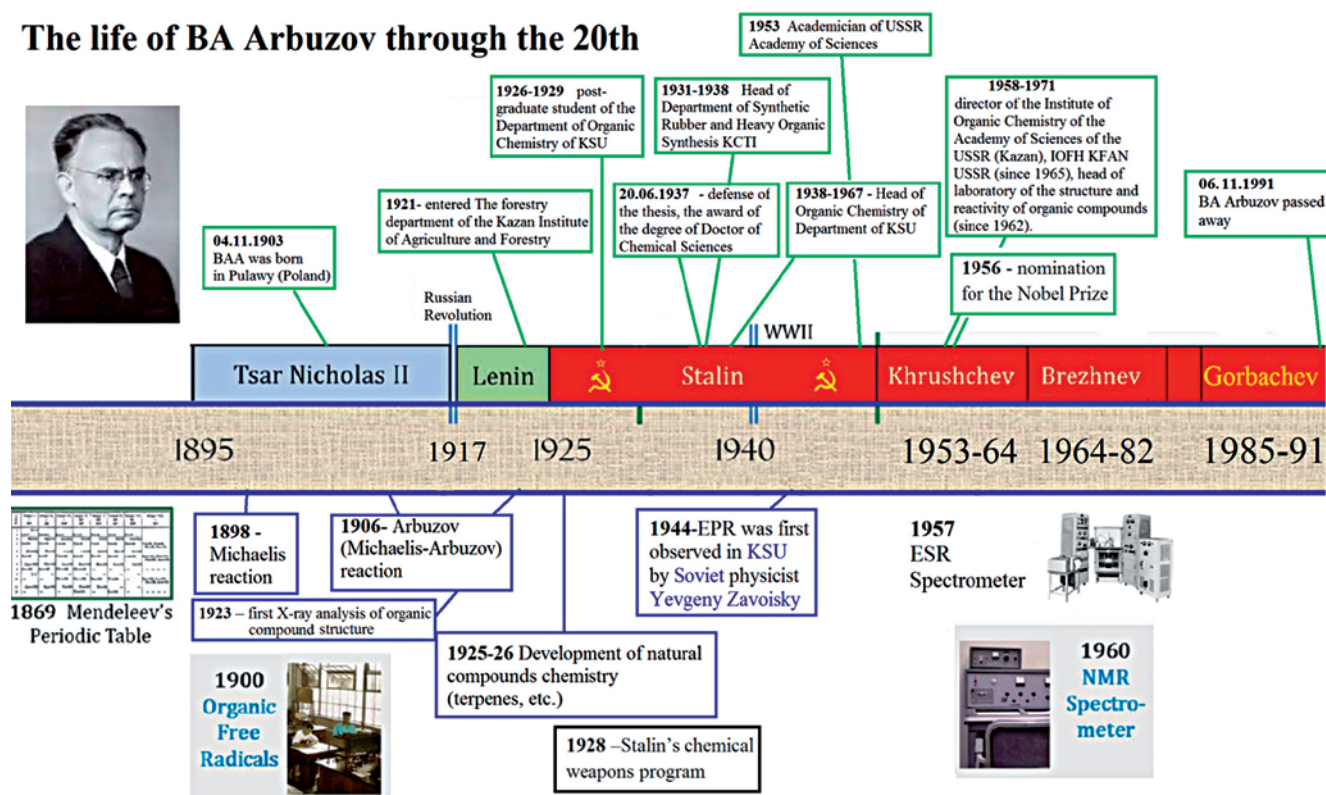 The life of BA Arbuzov through the 20th
1953 Academician of USSR
Academy of Sciences
1926-1929 post-
graduate student of the
Department of Organic
Chemistry of KSU
1931-1938 Head of
Department of Synthetic
Rubber and Heavy Organic
Synthesis KCTI
1958-1971
director of the Institute of
Organic Chemistry of the
Academy of Sciences of the
USSR (Kazan), IOFH KFAN
USSR (since 1965), head of
laboratory of the structure and
reactivity of organic compounds
(since 1962).
06.11.1991
BA Arbuzov passed
away
04.11.1903
BAA was born
in Pulawy (Poland)
1921- entered The forestry
department of the Kazan Institute
of Agriculture and Forestry
20.06.1937 - defense of
the thesis, the award of
the degree of Doctor of
Chemical Sciences
1938-1967 - Head of
Organic Chemistry of
Department of KSU
1956 - nomination
for the Nobel Prize
Russian
Revolution
WWII
Tsar Nicholas II
Lenin
Stalin
Khrushchev
Brezhnev
Gorbachev
1895
1917
1925
1940
1953-64
1964-82
1985-91
1869 Mendeleev's
Periodic Table
1898 -
Michaelis
reaction
1906- Arbuzov
(Michaelis-Arbuzov)
reaction
1923 – first X-ray analysis of organic
compound structure
1900
Organic
Free
Radicals
1925-26 Development of natural
compounds chemistry
(terpenes, etc.)
1928 –Stalin's chemical
weapons program
1944-EPR was first
observed in KSU
by Soviet physicist
Yevgeny Zavoisky
1957
ESR
Spectrometer
1960
NMR
Spectro-
meter